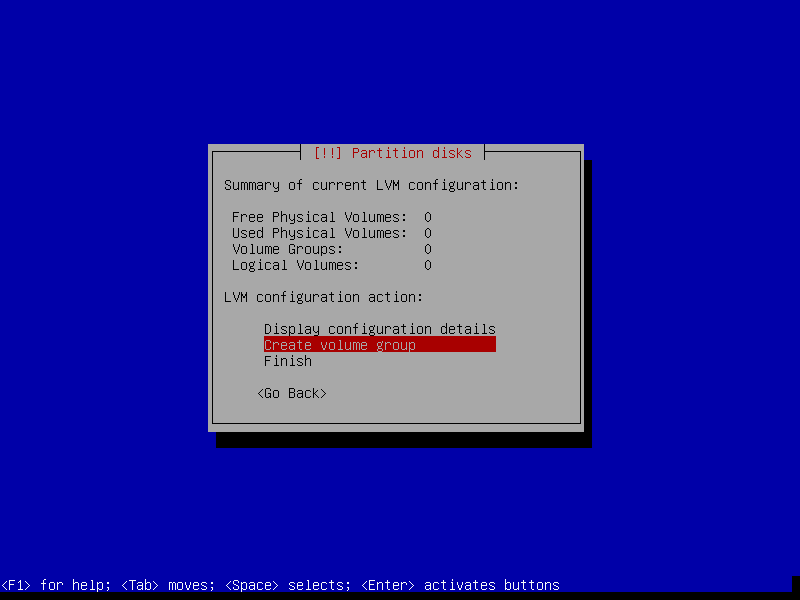 [!!] Partition disks
Summary of current LVM configuration:
Free Physical Volumes: 0
Used Physical Volumes: 0
Volume Groups: 0
Logical Volumes: 0
LVM configuration action:
Display configuration details
Create volume group
Finish
<Go Back>
<F1> for help; <Tab> moves; <Space> selects; <Enter> activates buttons